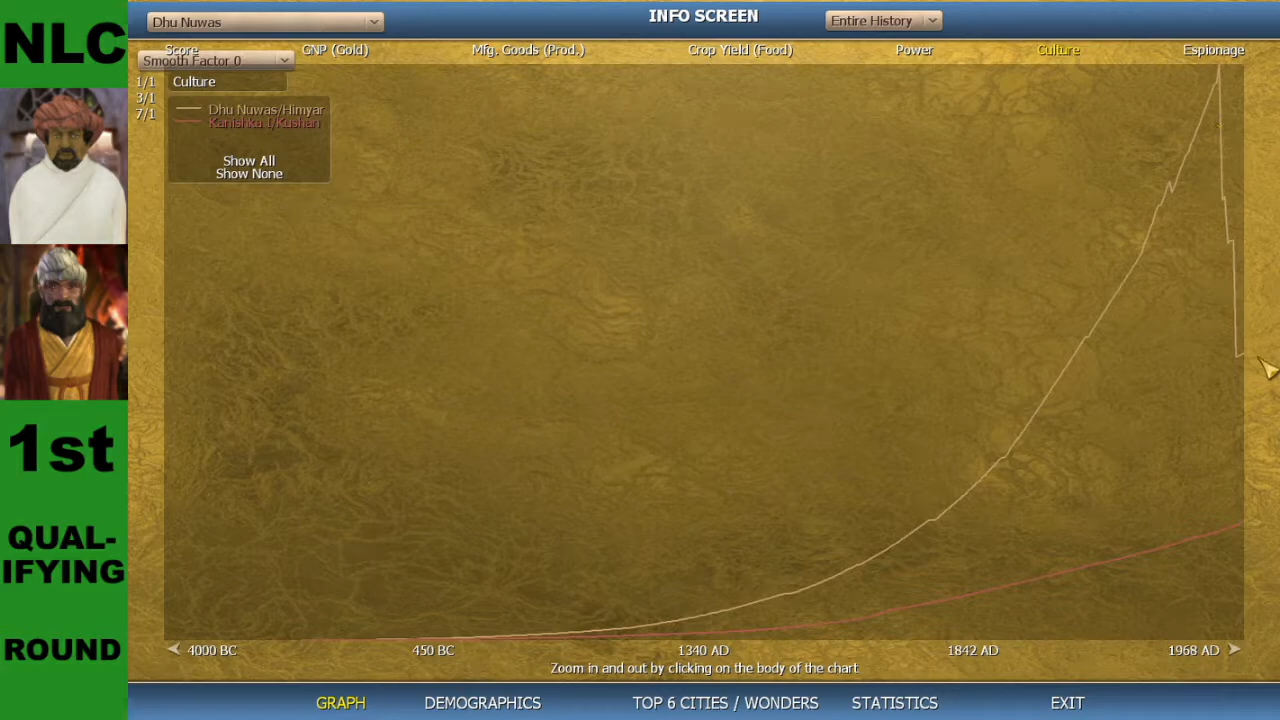 NLC
1st
QUAL-
IFYING
ROUND
Dhu Nuwas
INFO SCREEN
Entire History
Score GNP (Gold) Mfg. Goods (Prod.) Crop Yield (Food) Power Culture Espionage
Smooth Factor 0
1/1
3/1
7/1
Culture
Dhu Nuwas/Himyar
Kanishka I/Kushan
Show All
Show None
4000 BC 450 BC 1340 AD 1842 AD 1968 AD
Zoom in and out by clicking on the body of the chart
GRAPH DEMOGRAPHICS TOP 6 CITIES / WONDERS STATISTICS EXIT